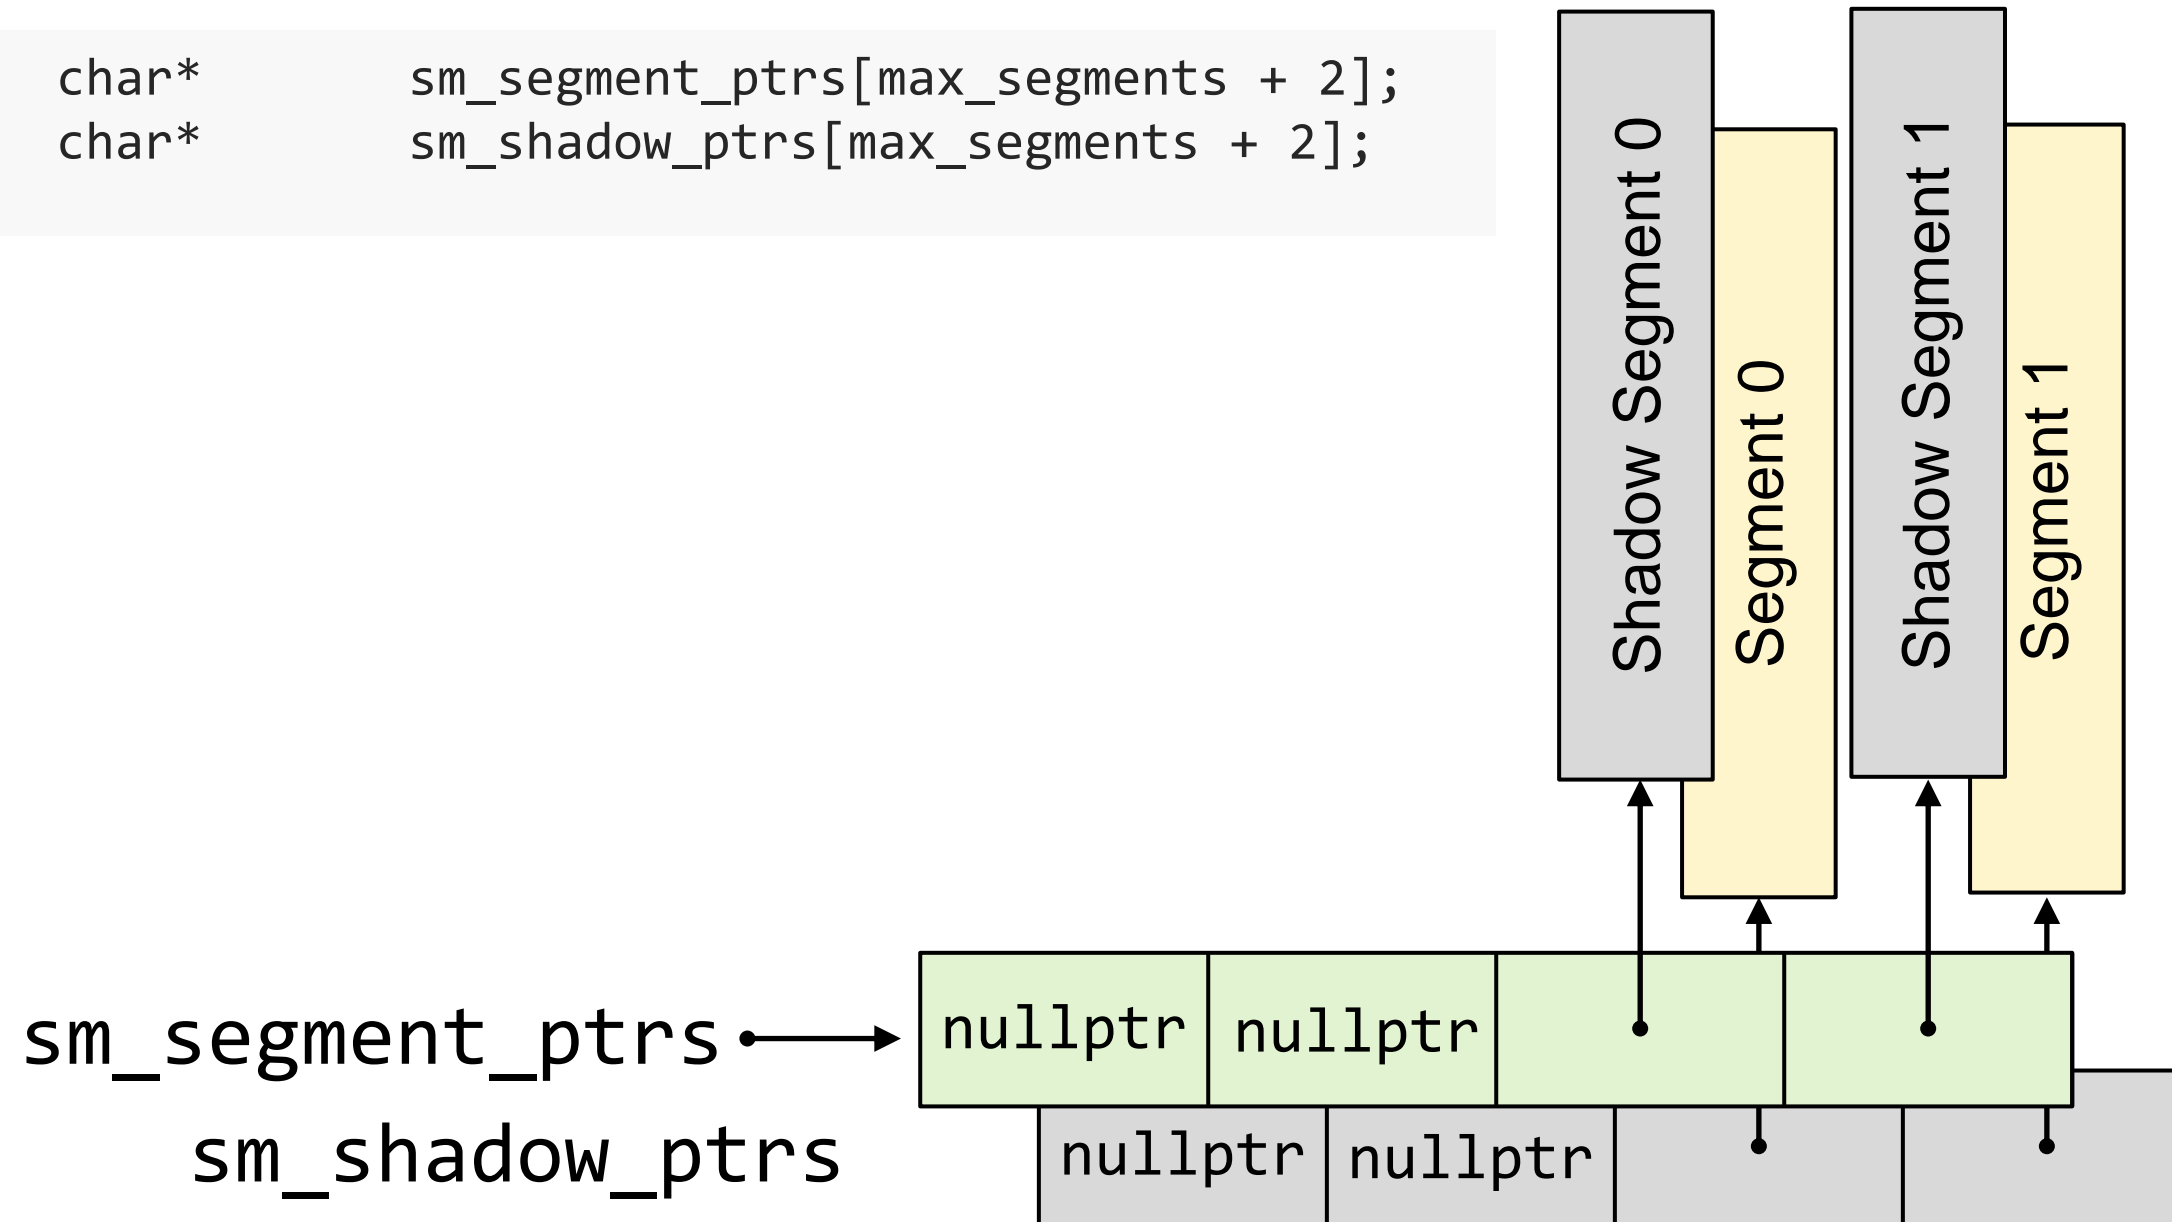 char* sm_segment_ptrs[max_segments + 2];
char* sm_shadow_ptrs[max_segments + 2];
Shadow Segment 0
Segment 0
Shadow Segment 1
Segment 1
sm_segment_ptrs
nullptr
nullptr
sm_shadow_ptrs
nullptr
nullptr